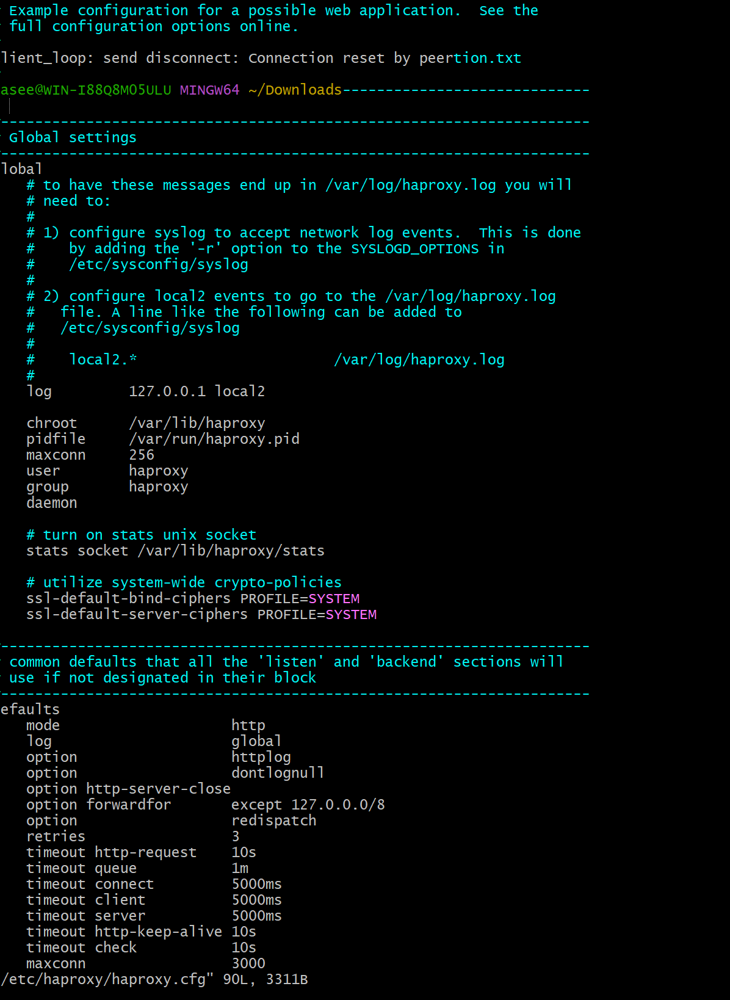 Example configuration for a possible web application.  See the
full configuration options online.
lient_loop: send disconnect: Connection reset by peertion.txt
asee@WIN-I88Q8M05ULU MINGW64 ~/Downloads-----------------------------
---------------------------------------------------------------------
Global settings
---------------------------------------------------------------------
lobal
# to have these messages end up in /var/log/haproxy.log you will
# need to:
#
# 1) configure syslog to accept network log events.  This is done
#    by adding the '-r' option to the SYSLOGD_OPTIONS in
#    /etc/sysconfig/syslog
#
# 2) configure local2 events to go to the /var/log/haproxy.log
#   file. A line like the following can be added to
#   /etc/sysconfig/syslog
#
#    local2.*                       /var/log/haproxy.log
#
log         127.0.0.1 local2
chroot      /var/lib/haproxy
pidfile     /var/run/haproxy.pid
maxconn     256
user        haproxy
group       haproxy
daemon
# turn on stats unix socket
stats socket /var/lib/haproxy/stats
# utilize system-wide crypto-policies
ssl-default-bind-ciphers PROFILE=SYSTEM
ssl-default-server-ciphers PROFILE=SYSTEM
---------------------------------------------------------------------
common defaults that all the 'listen' and 'backend' sections will
use if not designated in their block
---------------------------------------------------------------------
efaults
mode                    http
log                     global
option                  httplog
option                  dontlognull
option http-server-close
option forwardfor       except 127.0.0.0/8
option                  redispatch
retries                 3
timeout http-request    10s
timeout queue           1m
timeout connect         5000ms
timeout client          5000ms
timeout server          5000ms
timeout http-keep-alive 10s
timeout check           10s
maxconn                 3000
/etc/haproxy/haproxy.cfg" 90L, 3311B